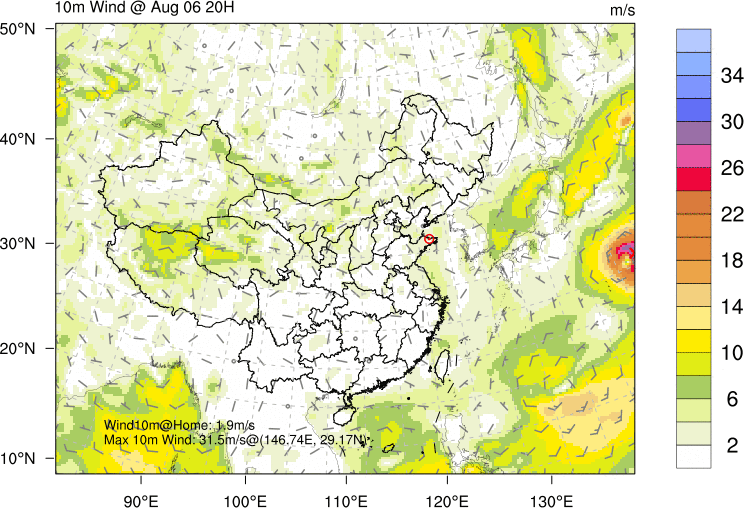 10m Wind @ Aug 06 20H
m/s
50°N
40°N
30°N
20°N
10°N
34
30
26
22
18
14
10
6
2
Wind10m@Home: 1.9m/s
Max 10m Wind: 31.5m/s@(146.74E, 29.17N)
90°E
100°E
110°E
120°E
130°E